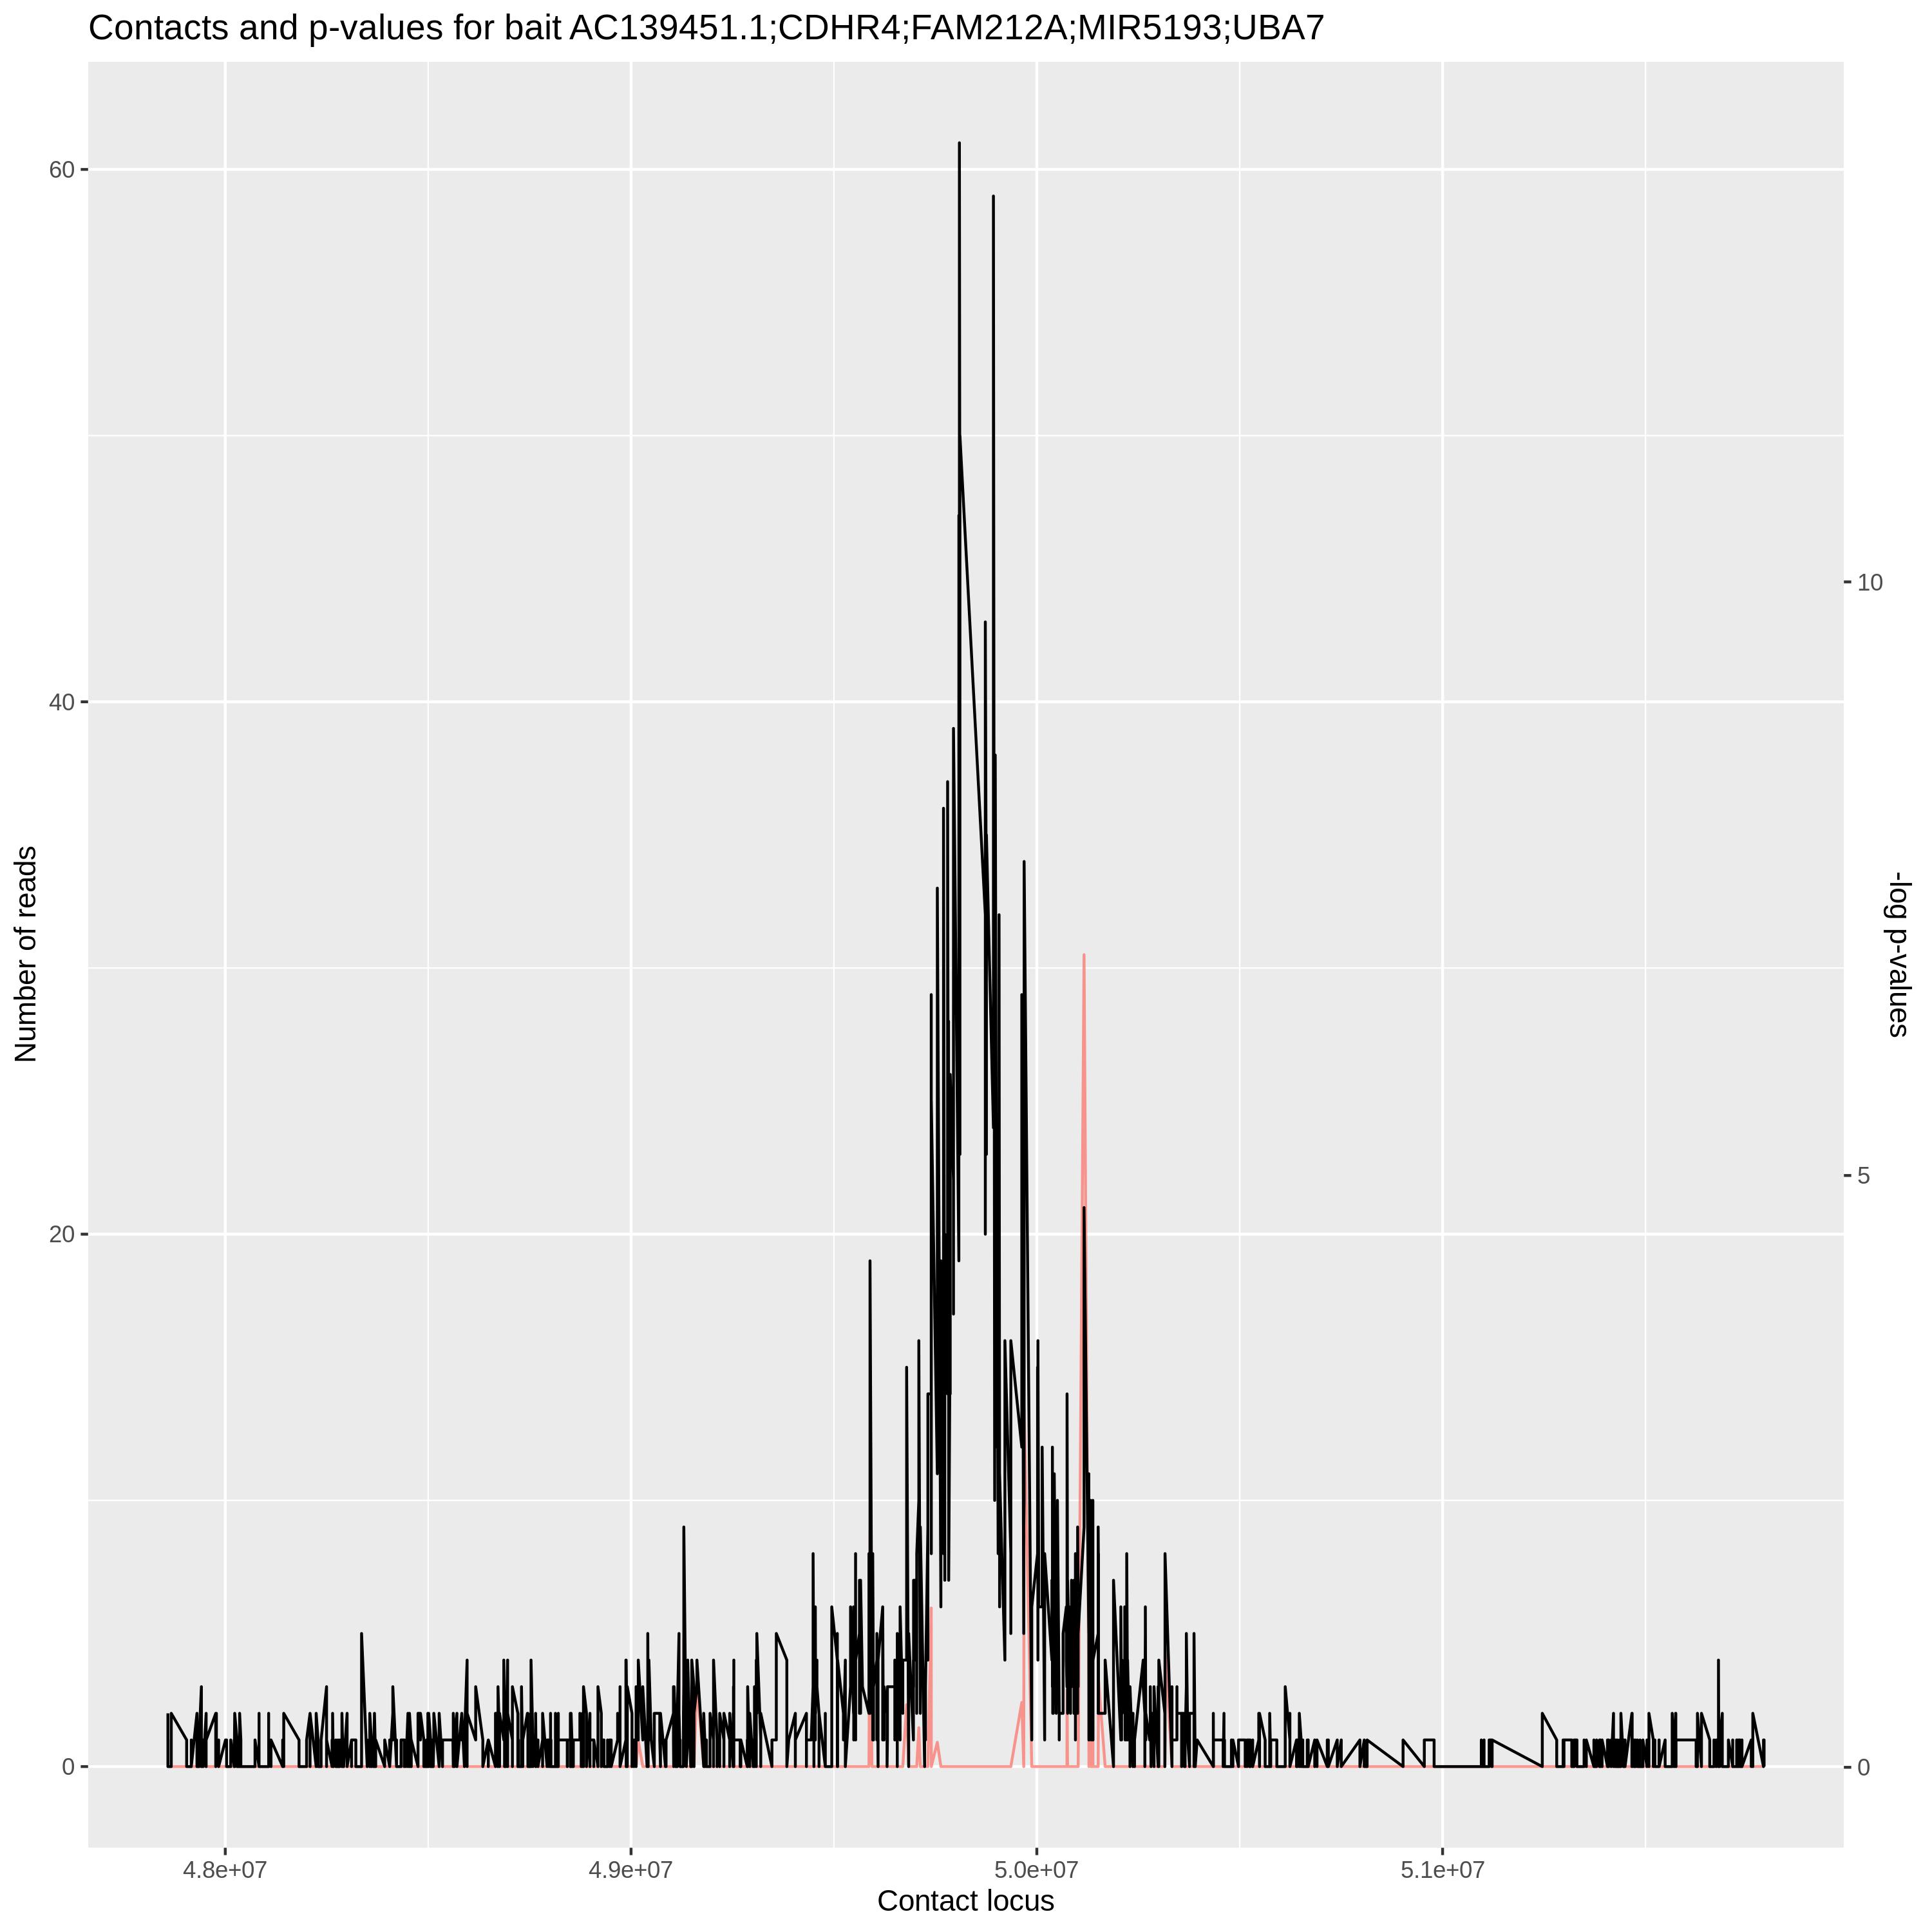 Contacts and p-values for bait AC139451.1;CDHR4;FAM212A;MIR5193;UBA7
60
40
20
0
Number of reads
10
5
0
-log p-values
4.8e+07
4.9e+07
5.0e+07
5.1e+07
Contact locus